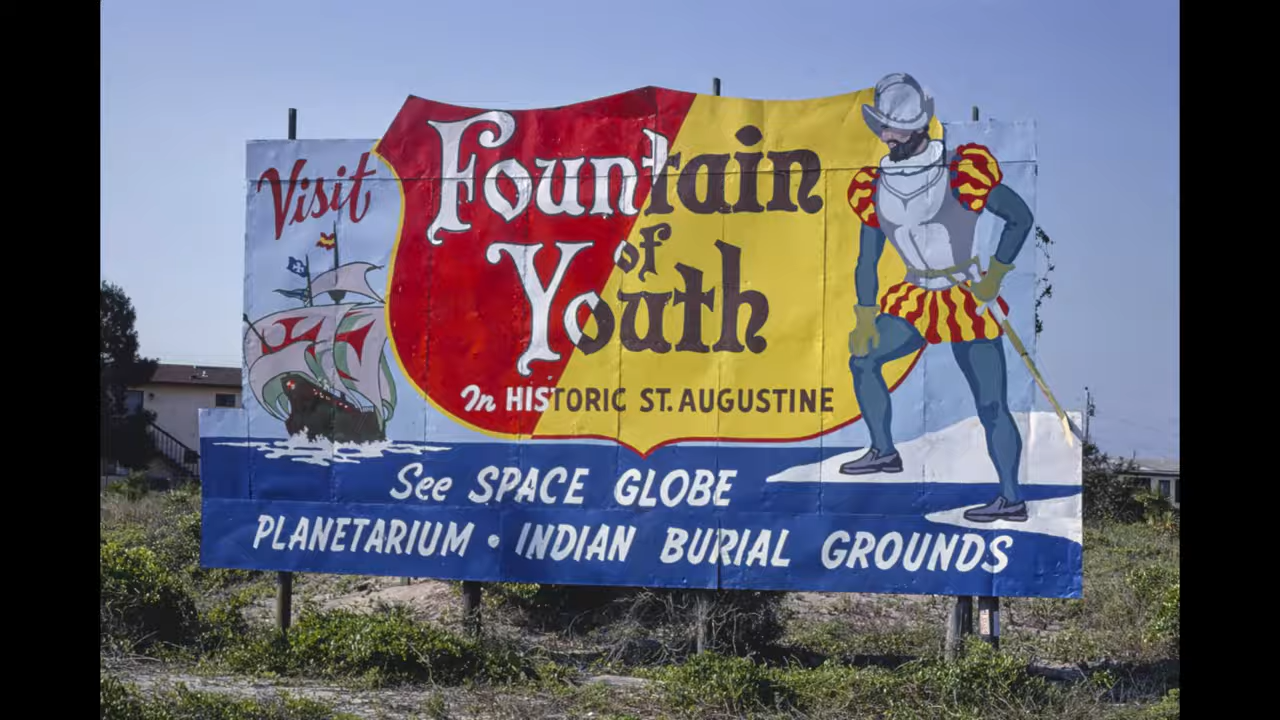 Visit
Fountain
of
Youth
In HISTORIC ST. AUGUSTINE
See SPACE GLOBE
PLANETARIUM • INDIAN BURIAL GROUNDS